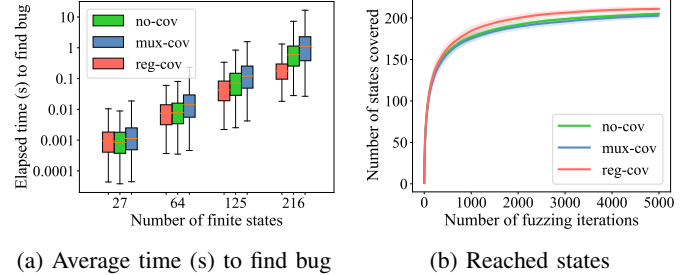 Elapsed time (s) to find bug
10
1
0.1
0.01
0.001
0.0001
no-cov
mux-cov
reg-cov
27
64
125
216
Number of finite states
(a) Average time (s) to find bug
Number of states covered
200
150
100
50
0
no-cov
mux-cov
reg-cov
0
1000
2000
3000
4000
5000
Number of fuzzing iterations
(b) Reached states